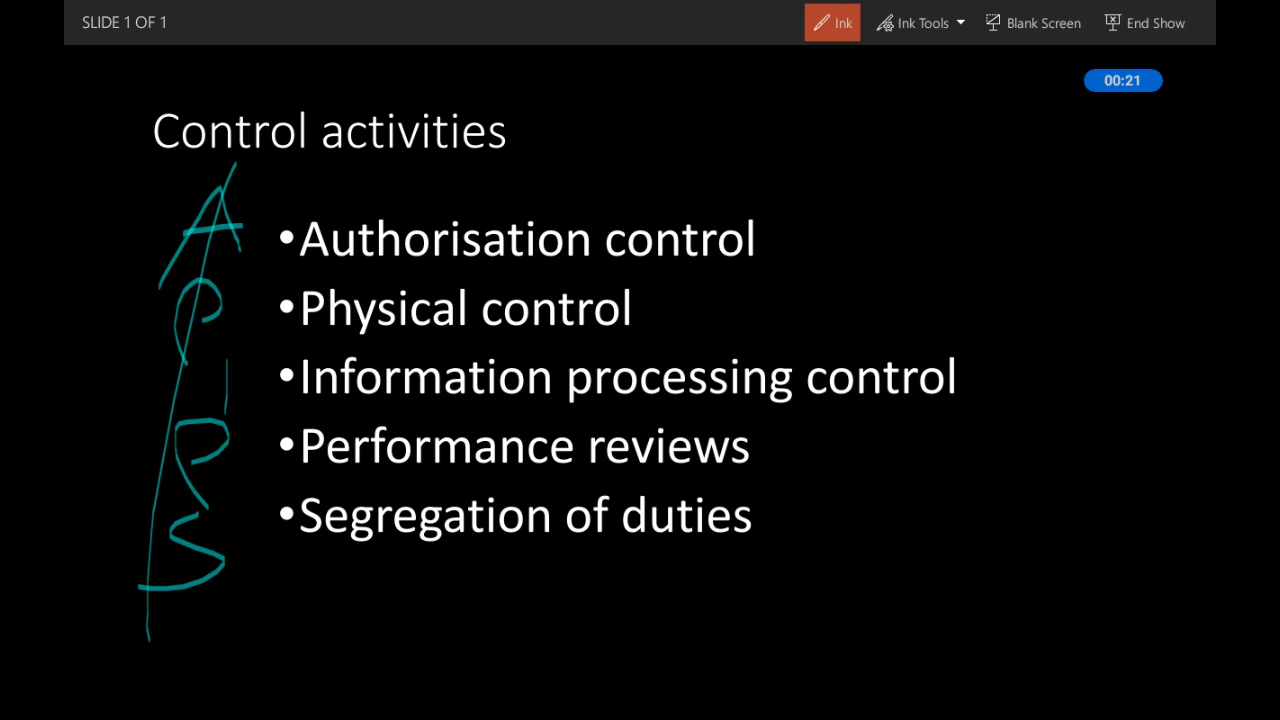 SLIDE 1 OF 1
Ink
Ink Tools
Blank Screen
End Show
00:21
Control activities
A
P
I
P
S
•Authorisation control
•Physical control
•Information processing control
•Performance reviews
•Segregation of duties